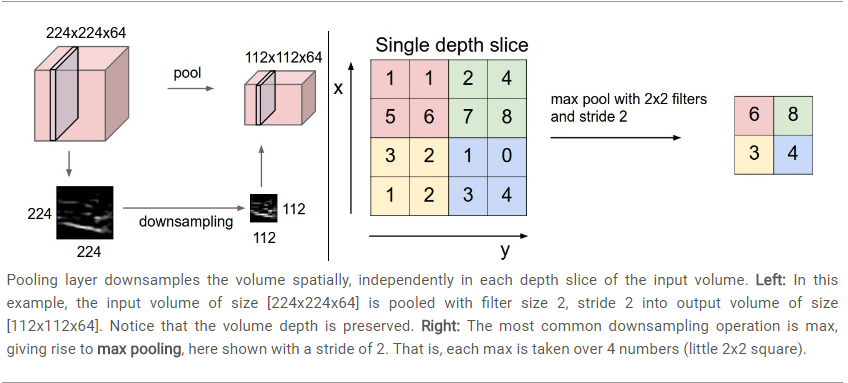 224x224x64
pool
112x112x64
224
224
downsampling
112
112
Single depth slice
x
1 1 2 4
5 6 7 8
3 2 1 0
1 2 3 4
y
max pool with 2x2 filters
and stride 2
6 8
3 4
Pooling layer downsamples the volume spatially, independently in each depth slice of the input volume. Left: In this
example, the input volume of size [224x224x64] is pooled with filter size 2, stride 2 into output volume of size
[112x112x64]. Notice that the volume depth is preserved. Right: The most common downsampling operation is max,
giving rise to max pooling, here shown with a stride of 2. That is, each max is taken over 4 numbers (little 2x2 square).